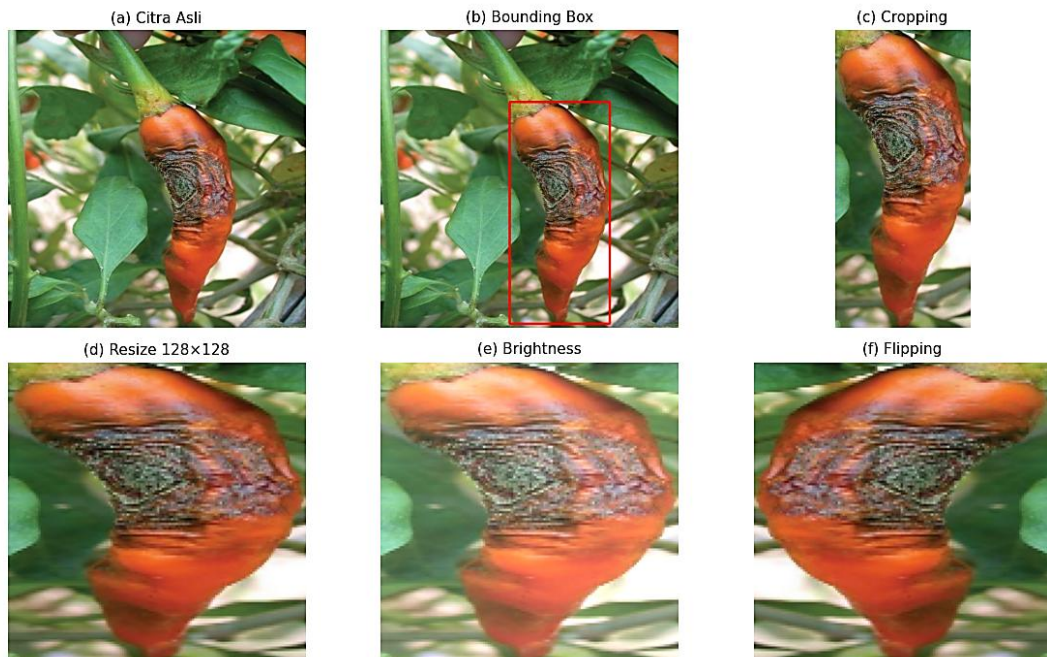 (a) Citra Asli
(b) Bounding Box
(c) Cropping
(d) Resize 128×128
(e) Brightness
(f) Flipping